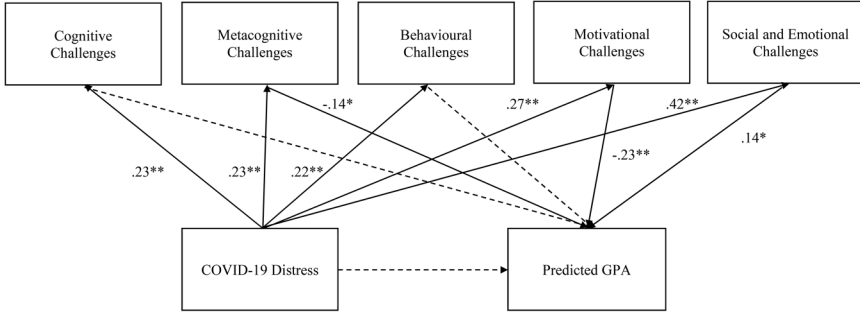 Cognitive
Challenges
Metacognitive
Challenges
Behavioural
Challenges
Motivational
Challenges
Social and Emotional
Challenges
-.14*
.27**
.42**
.23**
.23**
.22**
-.23**
.14*
COVID-19 Distress
Predicted GPA